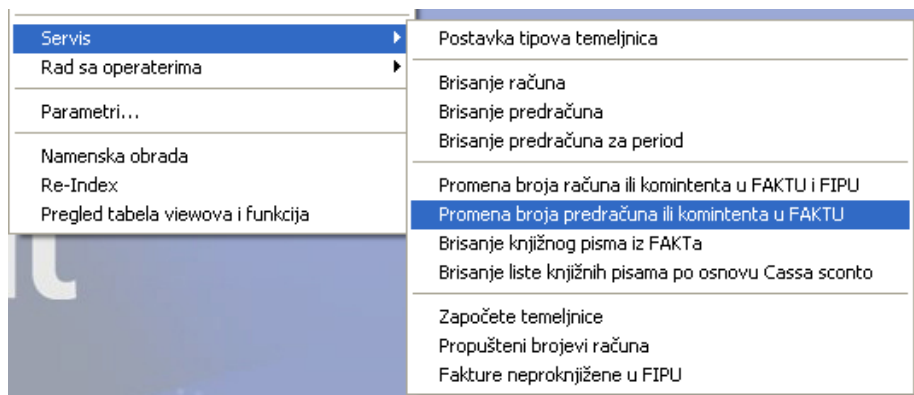 Servis
Rad sa operaterima
Parametri...
Namenska obrada
Re-Index
Pregled tabela viewova i funkcija
Postavka tipova temeljnica
Brisanje računa
Brisanje predračuna
Brisanje predračuna za period
Promena broja računa ili komintenta u FAKTU i FIPU
Promena broja predračuna ili komintenta u FAKTU
Brisanje knjižnog pisma iz FAKTa
Brisanje liste knjižnih pisama po osnovu Cassa sconto
Započete temeljnice
Propušteni brojevi računa
Fakture neproknjižene u FIPU